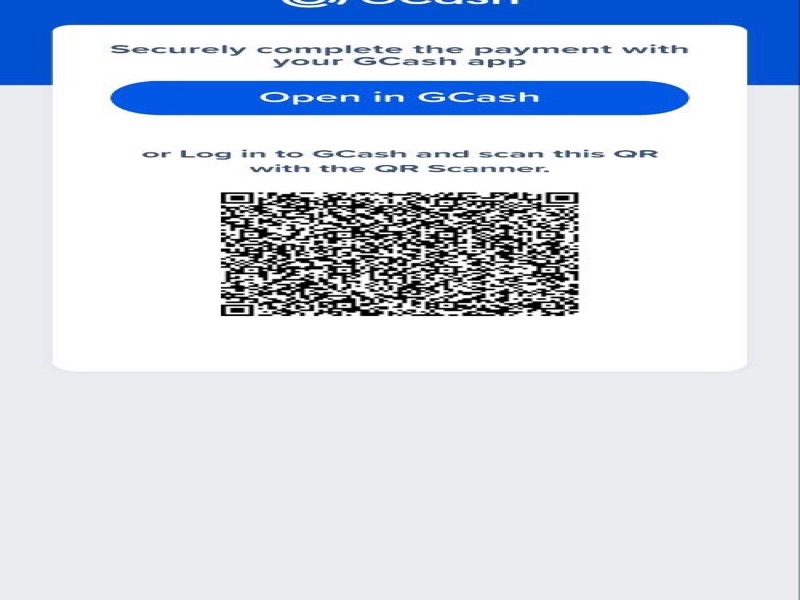 GCash
Securely complete the payment with
your GCash app
Open in GCash
or Log in to GCash and scan this QR
with the QR Scanner.